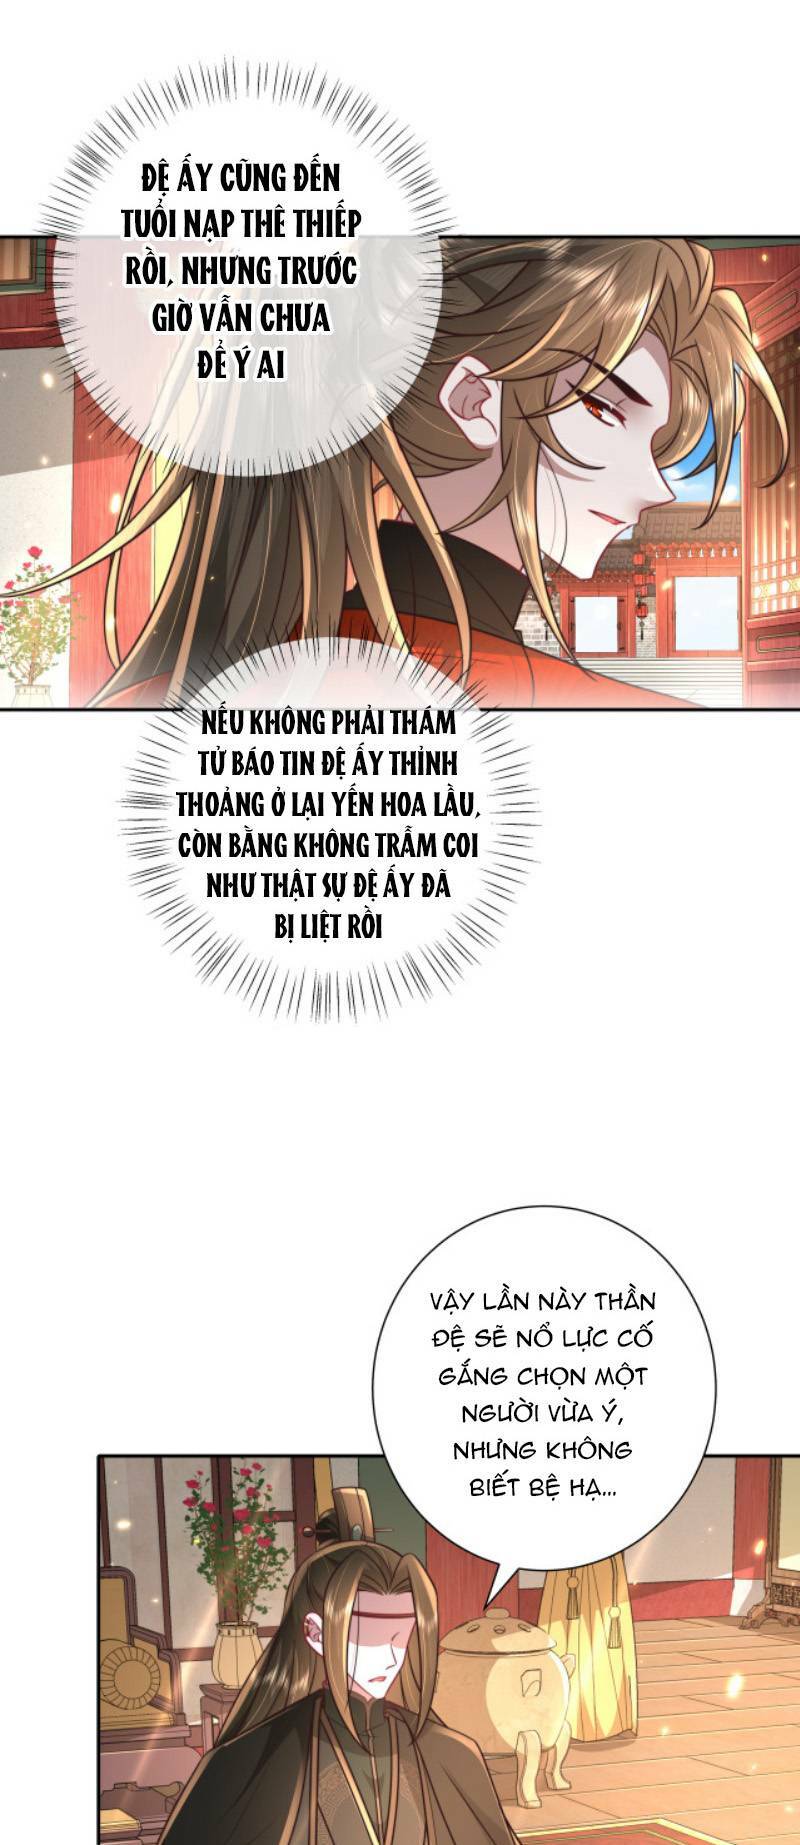 ĐỆ ẤY CŨNG ĐẾN
TUỔI NẠP THÊ THIẾP
RỒI, NHƯNG TRƯỚC
GIỜ VẪN CHƯA
ĐỂ Ý AI
NẾU KHÔNG PHẢI THÁM
TỬ BÁO TIN ĐỆ ẤY THỈNH
THOẢNG Ở LẠI YẾN HOA LẦU,
CÒN BẰNG KHÔNG TRẪM COI
NHƯ THẬT SỰ ĐỆ ẤY ĐÃ
BỊ LIỆT RỒI
VẬY LẦN NÀY THẦN
ĐỆ SẼ NỔ LỰC CỐ
GẮNG CHỌN MỘT
NGƯỜI VỪA Ý,
NHƯNG KHÔNG
BIẾT BỆ HẠ...